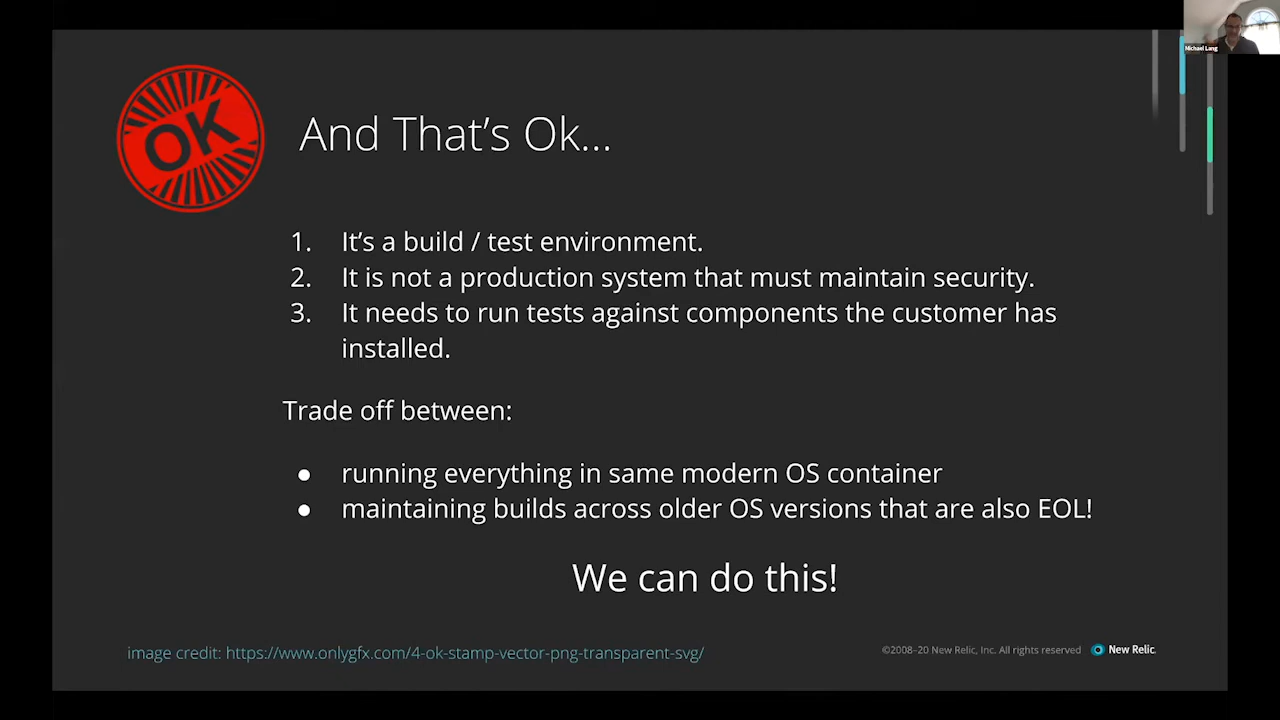 Michael Lang
OK
And That's Ok...
1. It's a build / test environment.
2. It is not a production system that must maintain security.
3. It needs to run tests against components the customer has
installed.
Trade off between:
● running everything in same modern OS container
● maintaining builds across older OS versions that are also EOL!
We can do this!
image credit: https://www.onlygfx.com/4-ok-stamp-vector-png-transparent-svg/
©2008–20 New Relic, Inc. All rights reserved New Relic.